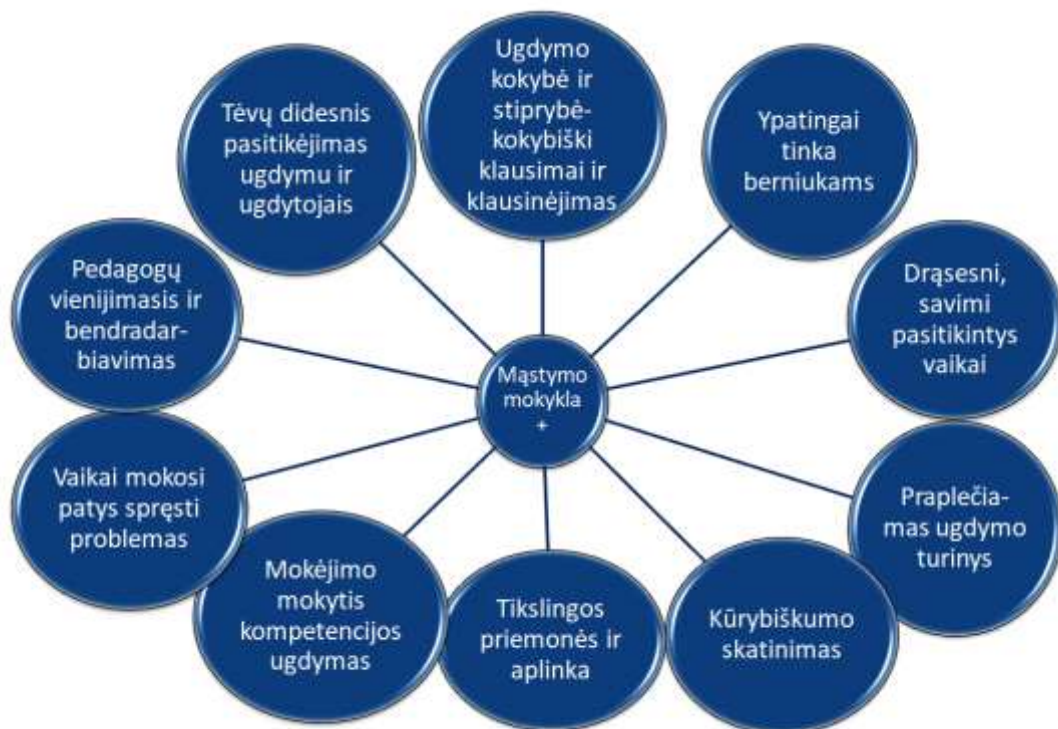 Mąstymo
mokykla
+
Ugdymo
kokybė ir
stiprybė-
kokybiški
klausimai ir
klausinėjimas
Ypatingai
tinka
berniukams
Drąsesni,
savimi
pasitikintys
vaikai
Praplečia-
mas ugdymo
turinys
Kūrybiškumo
skatinimas
Tikslingos
priemonės ir
aplinka
Mokėjimo
mokytis
kompetencijos
ugdymas
Vaikai mokosi
patys spręsti
problemas
Pedagogų
vienijimasis ir
bendradar-
biavimas
Tėvų didesnis
pasitikėjimas
ugdymu ir
ugdytojais